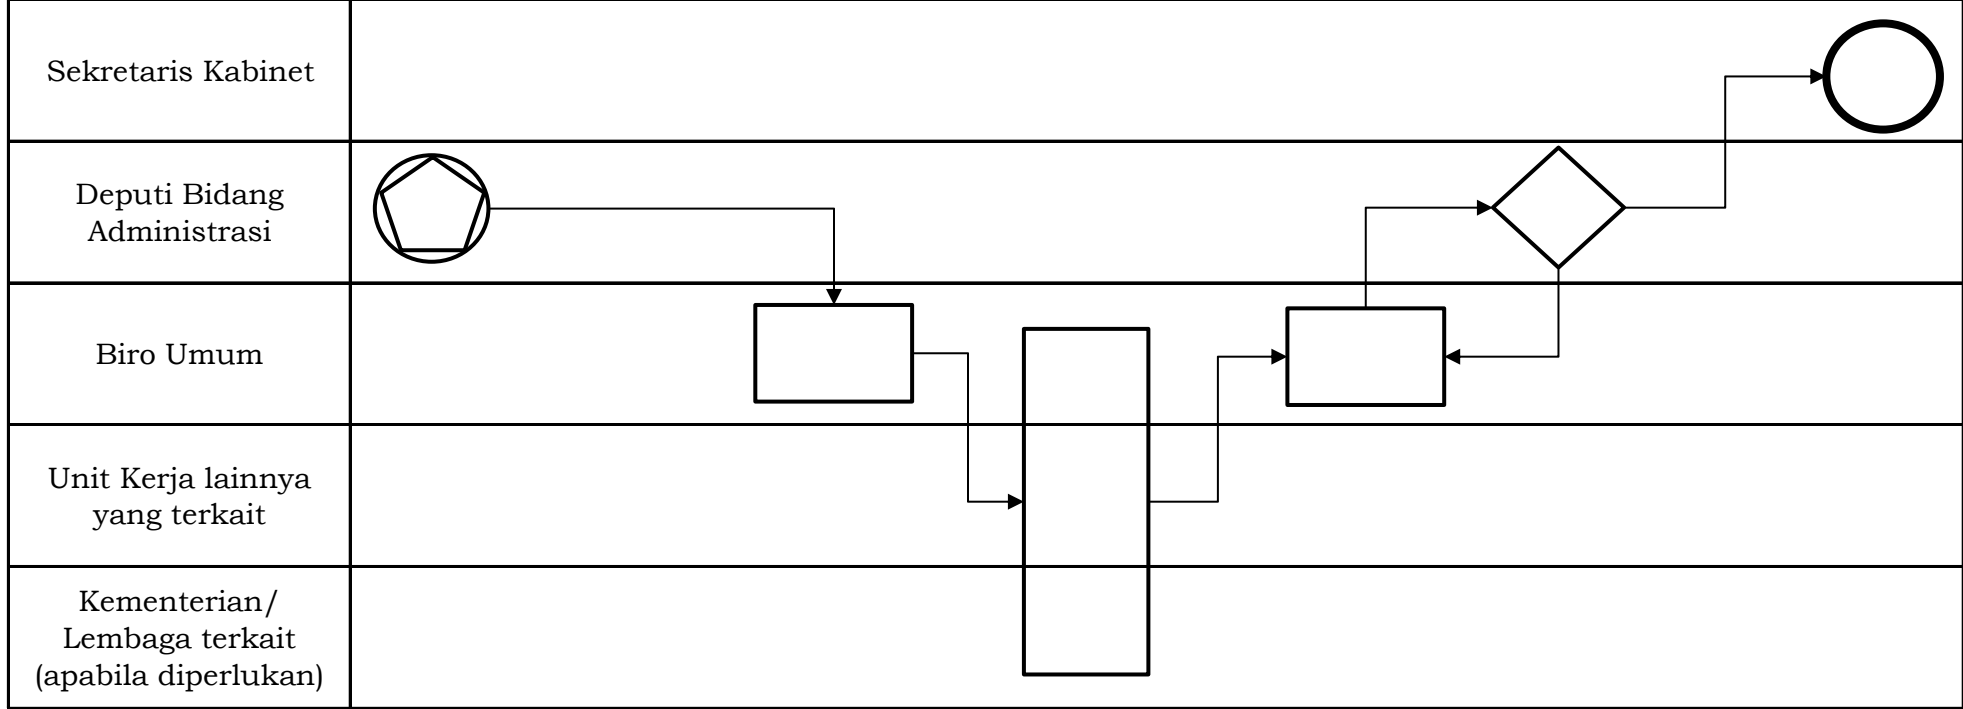 Sekretaris Kabinet
Deputi Bidang
Administrasi
Biro Umum
Unit Kerja lainnya
yang terkait
Kementerian/
Lembaga terkait
(apabila diperlukan)